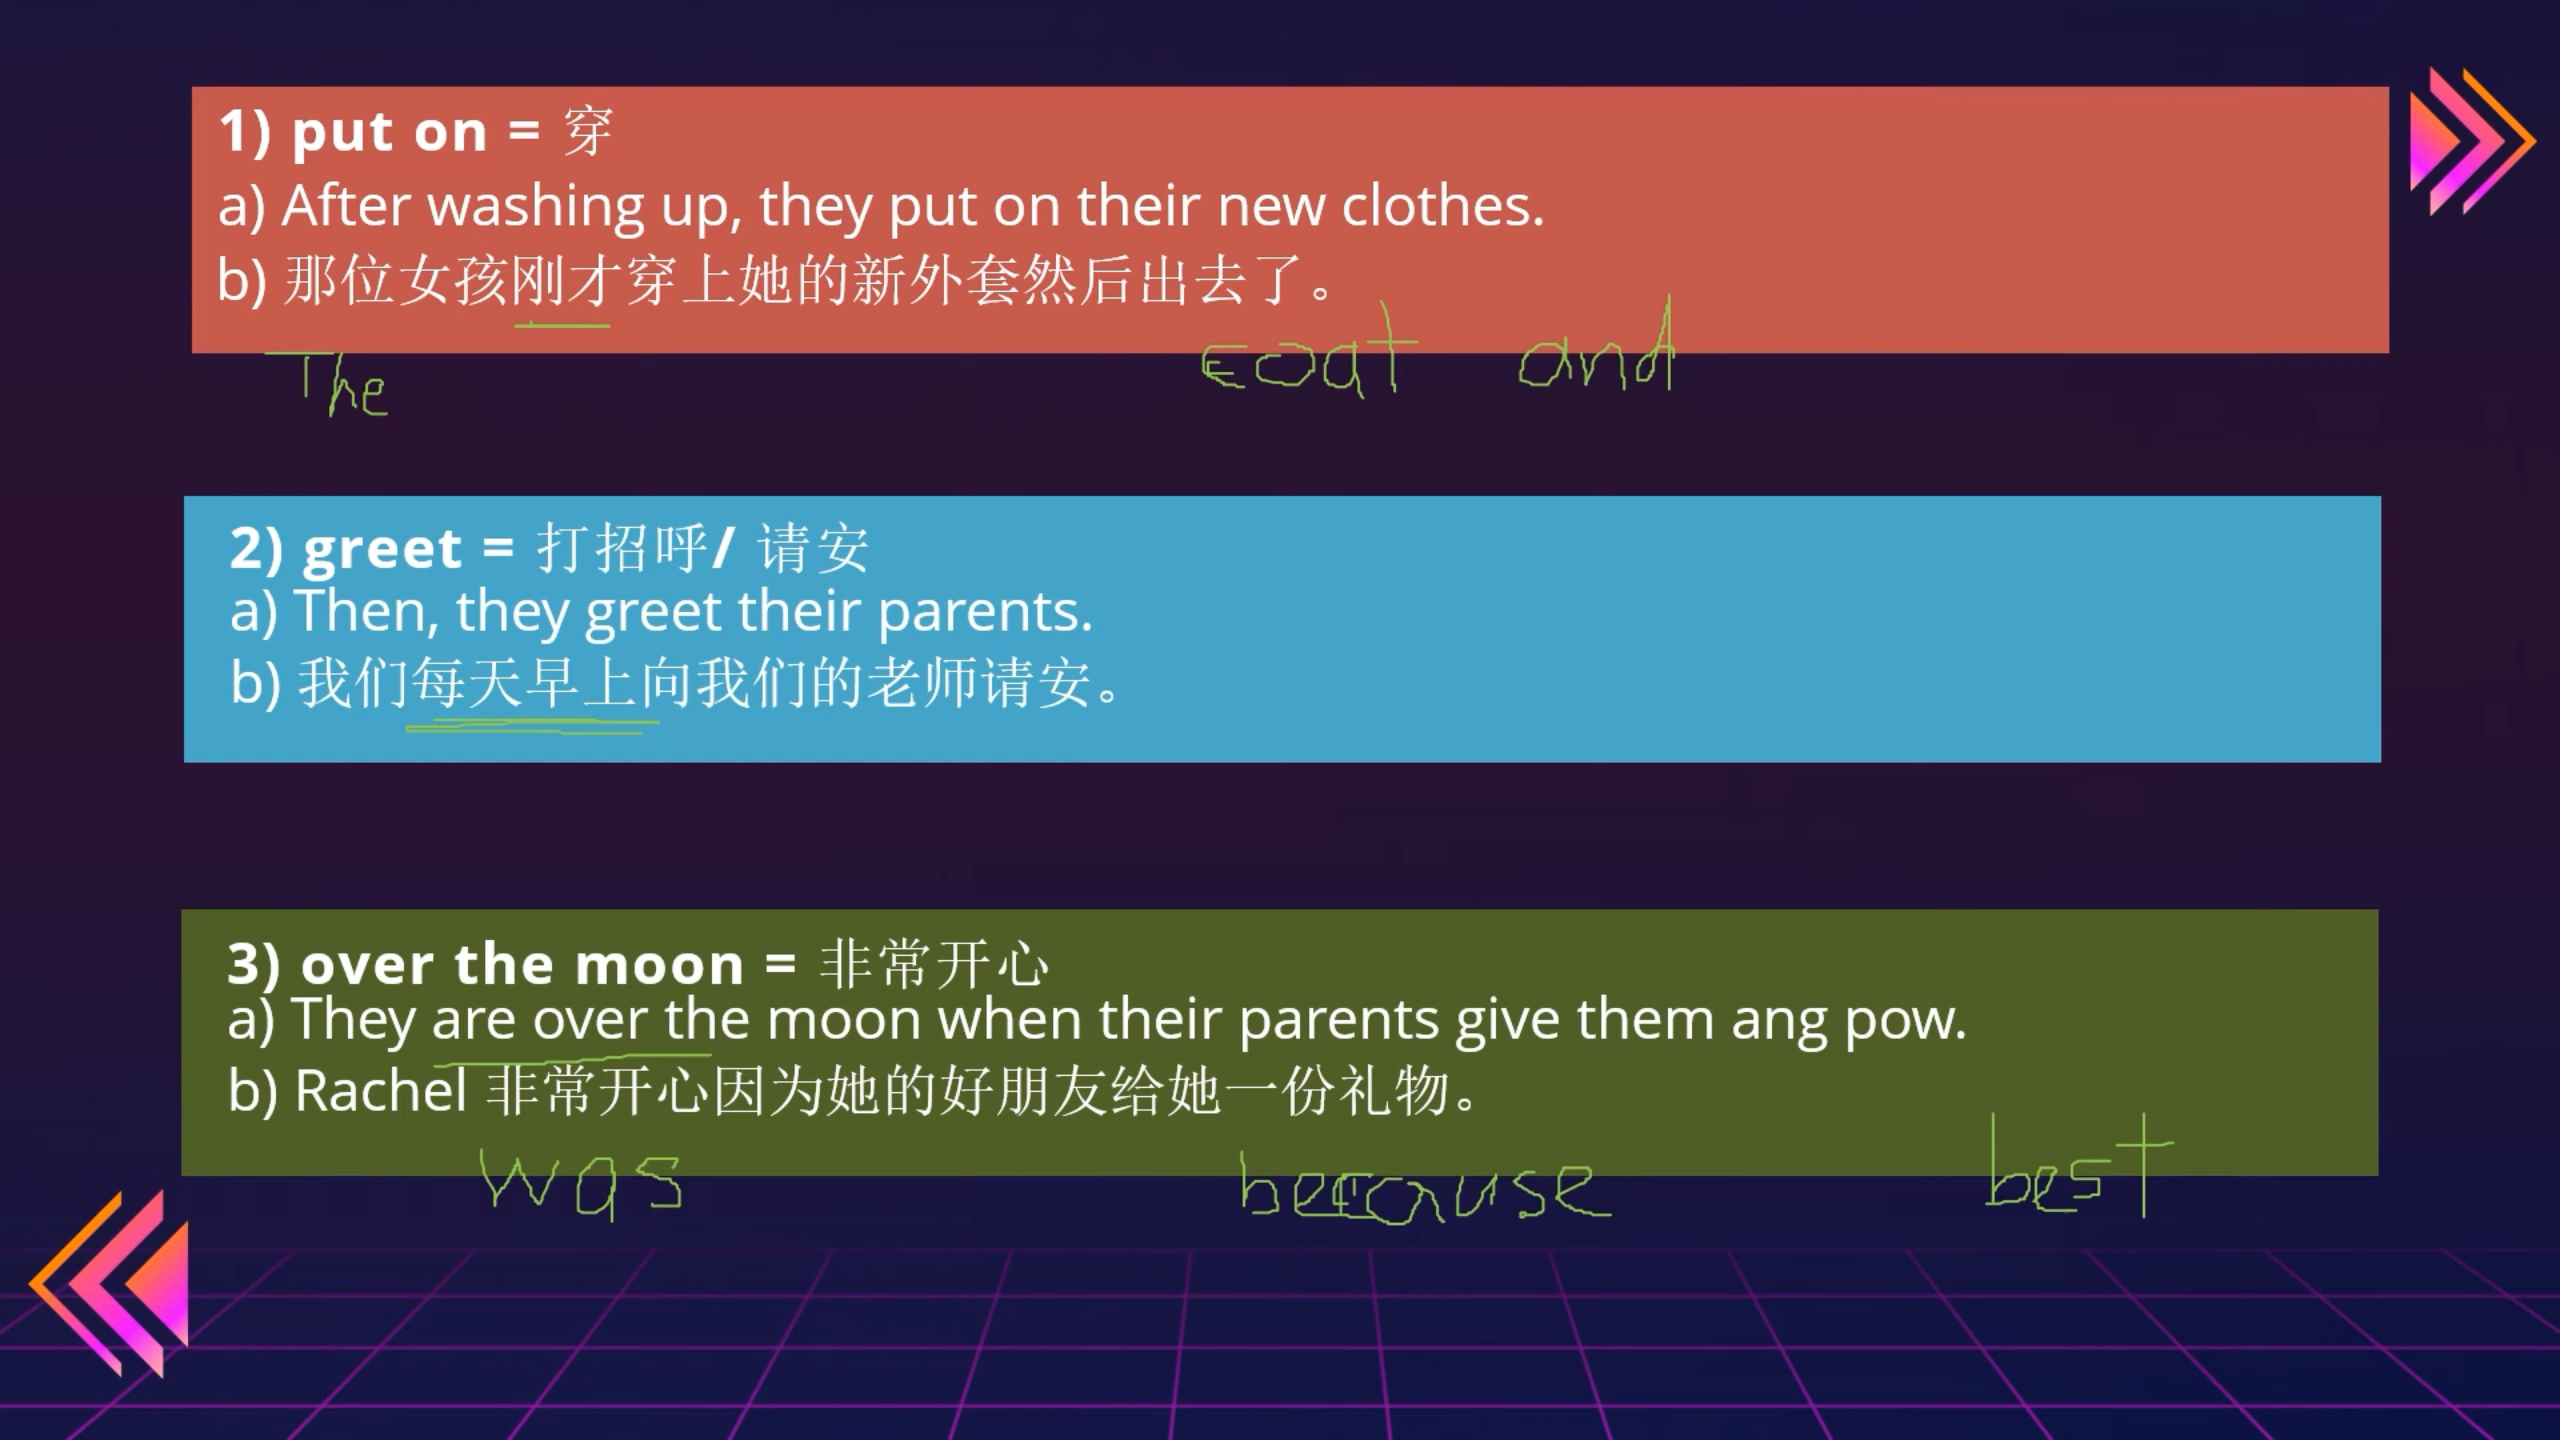 1) put on = 穿
a) After washing up, they put on their new clothes.
b) 那位女孩刚才穿上她的新外套然后出去了。
The coat and
2) greet = 打招呼/ 请安
a) Then, they greet their parents.
b) 我们每天早上向我们的老师请安。
3) over the moon = 非常开心
a) They are over the moon when their parents give them ang pow.
b) Rachel 非常开心因为她的好朋友给她一份礼物。
was because best